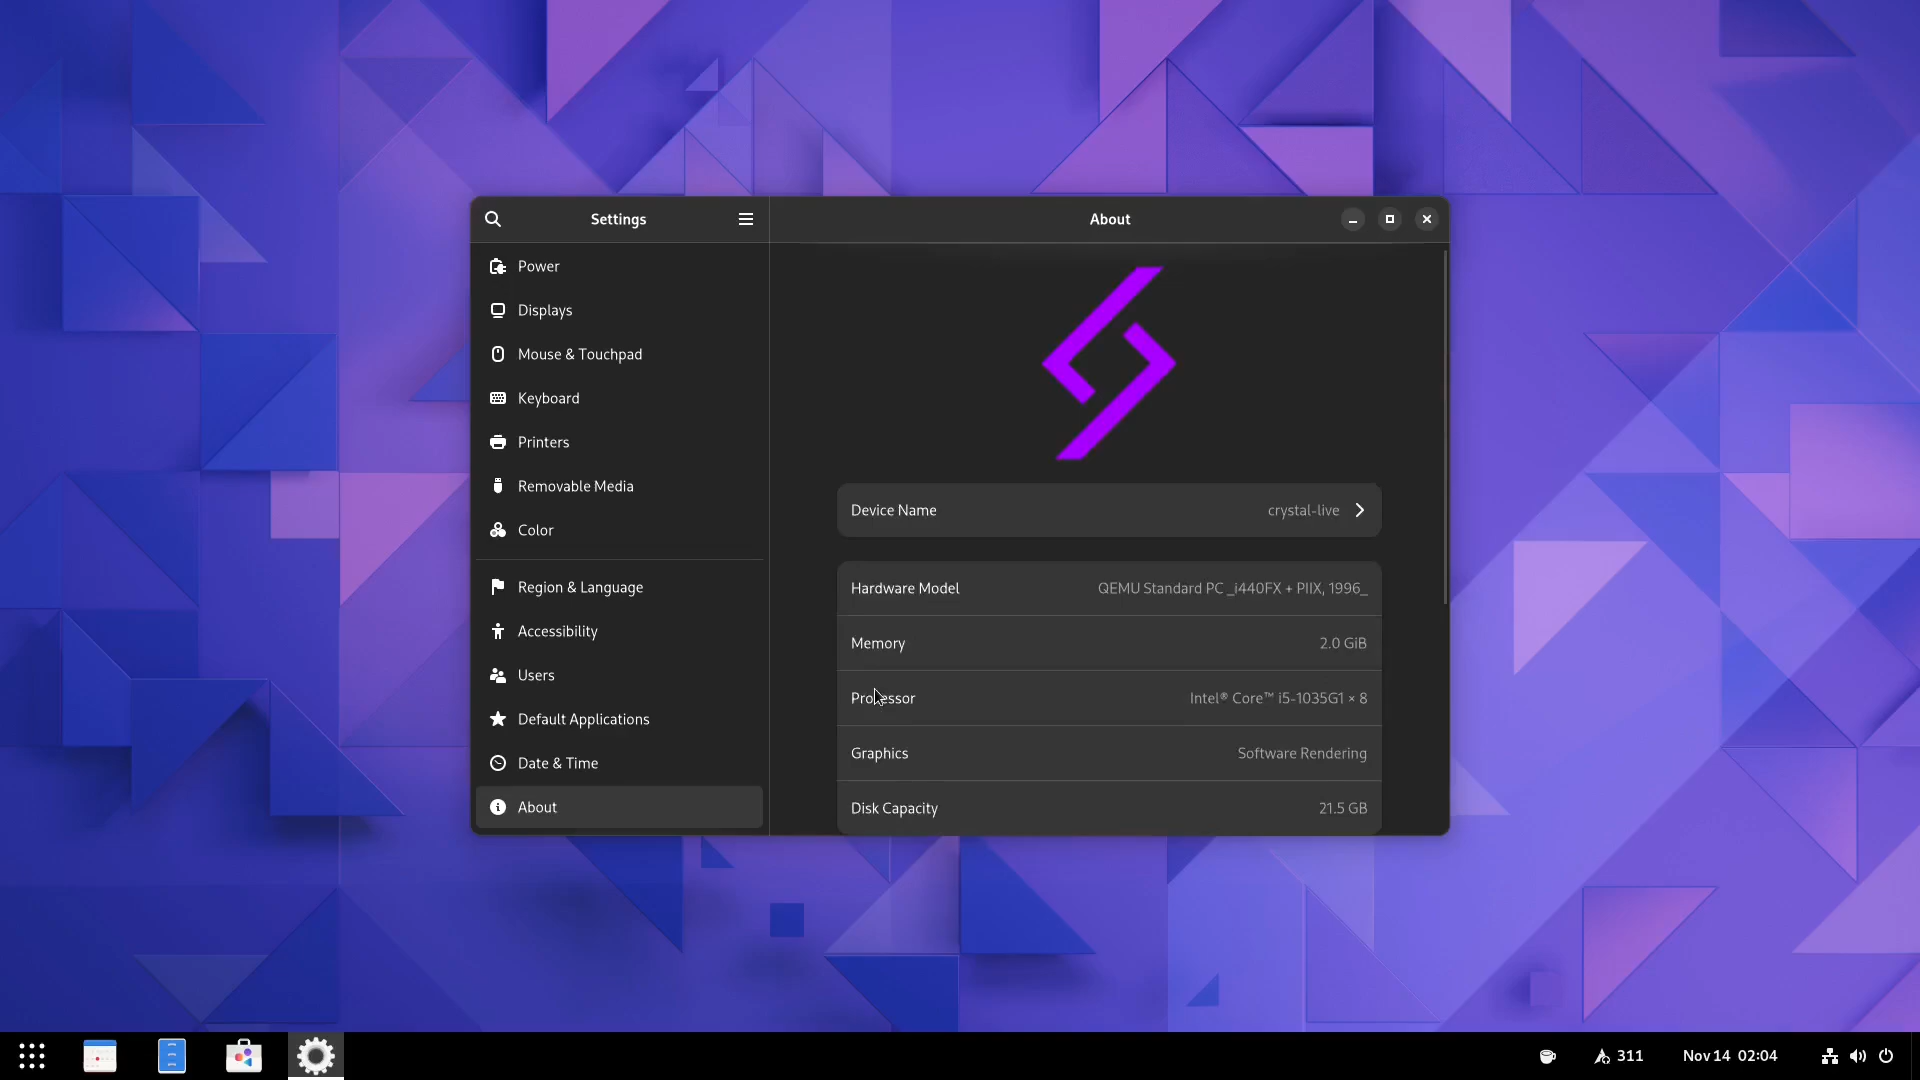 Settings
About
Power
Displays
Mouse & Touchpad
Keyboard
Printers
Removable Media
Color
Region & Language
Accessibility
Users
Default Applications
Date & Time
About
Device Name crystal-live
Hardware Model QEMU Standard PC _i440FX + PIIX, 1996_
Memory 2.0 GiB
Processor Intel® Core™ i5-1035G1 × 8
Graphics Software Rendering
Disk Capacity 21.5 GB
311 Nov 14 02:04